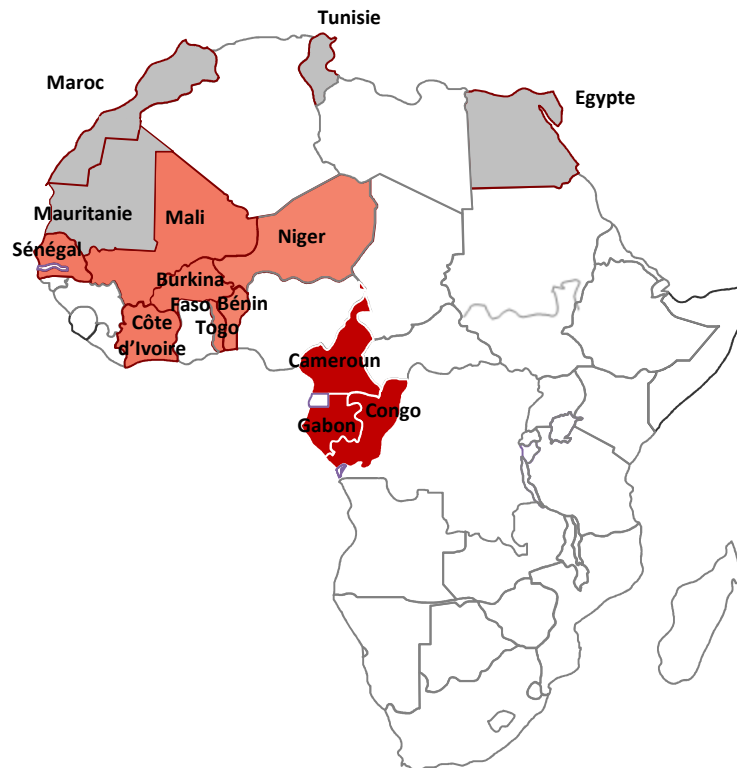 Tunisie
Maroc
Egypte
Mauritanie
Mali
Niger
Sénégal
Burkina
Faso
Bénin
Togo
Côte
d'Ivoire
Cameroun
Congo
Gabon